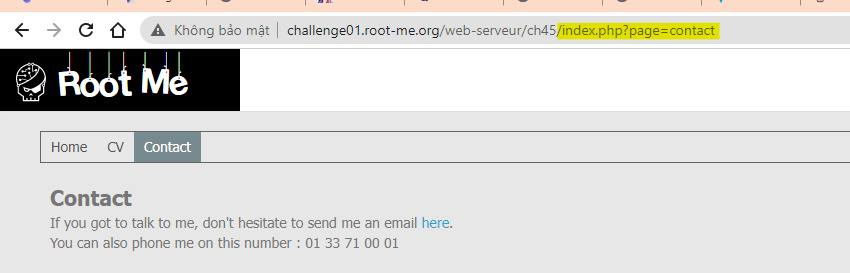 Không bảo mật | challenge01.root-me.org/web-serveur/ch45/index.php?page=contact
Root Me
Home CV Contact
Contact
If you got to talk to me, don't hesitate to send me an email here.
You can also phone me on this number : 01 33 71 00 01